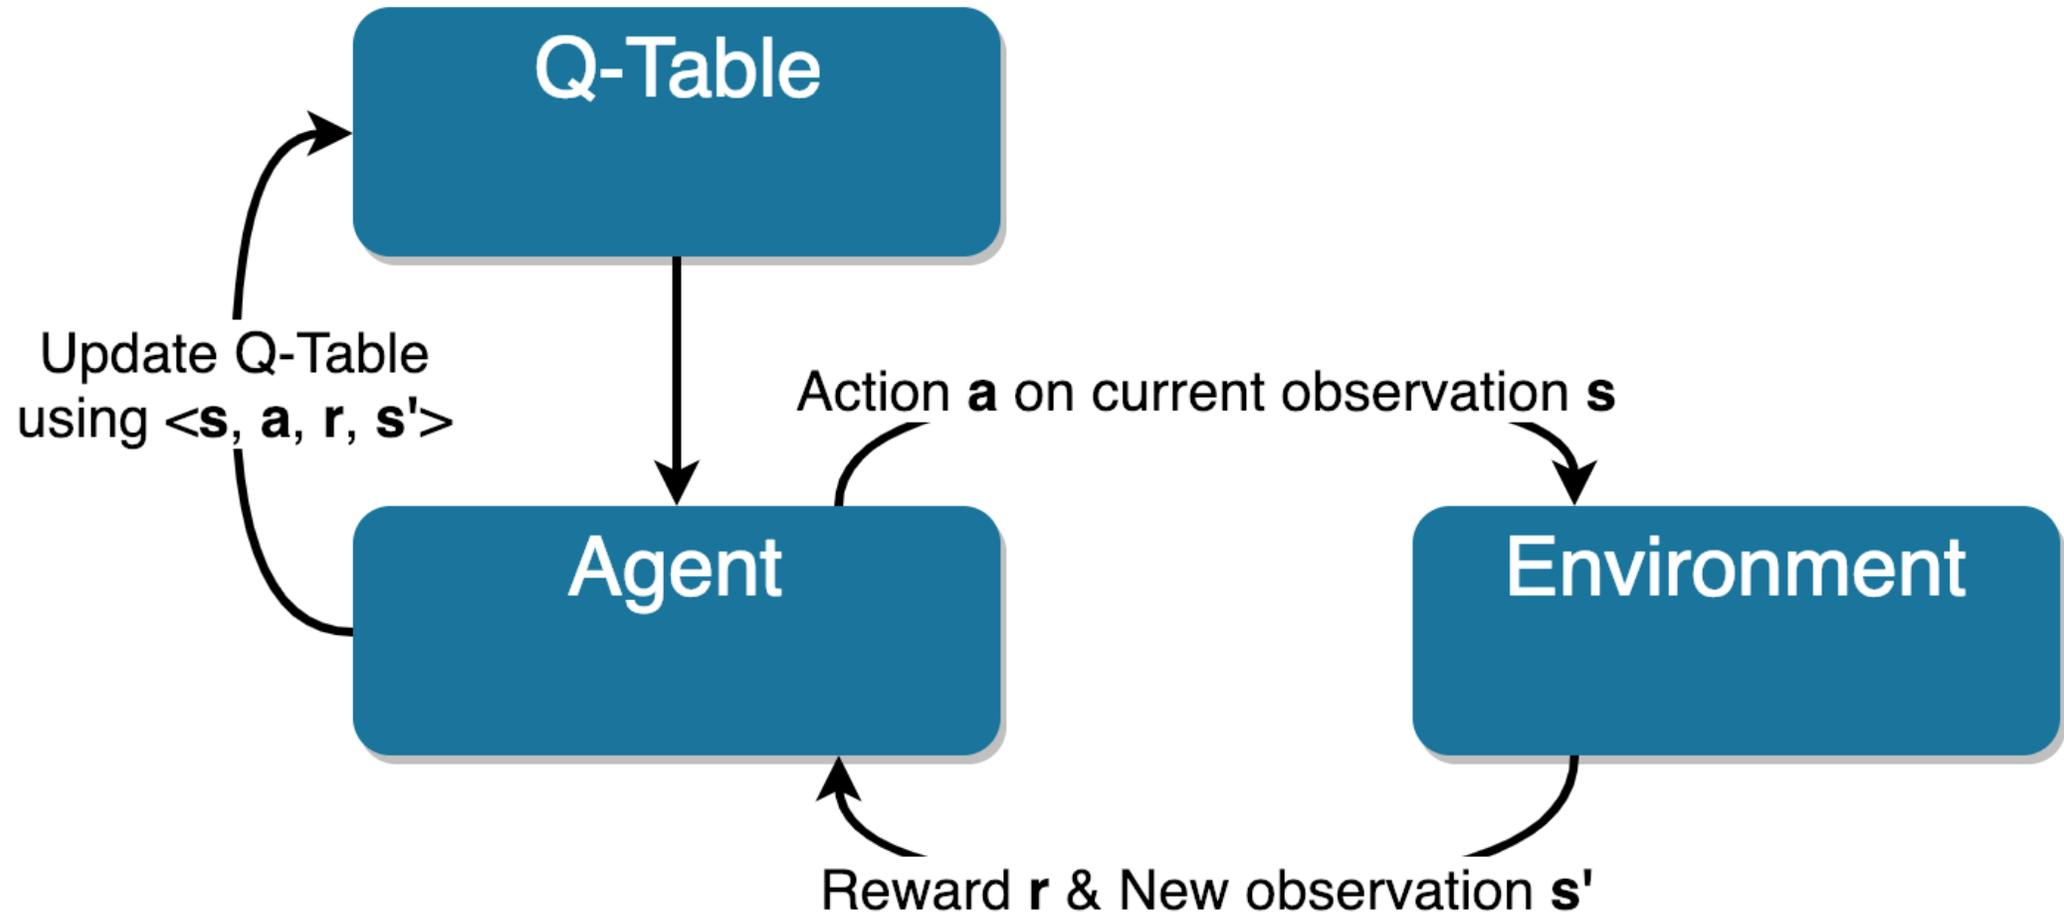 Q-Table
Update Q-Table
using <s, a, r, s'>
Action a on current observation s
Agent
Environment
Reward r & New observation s'